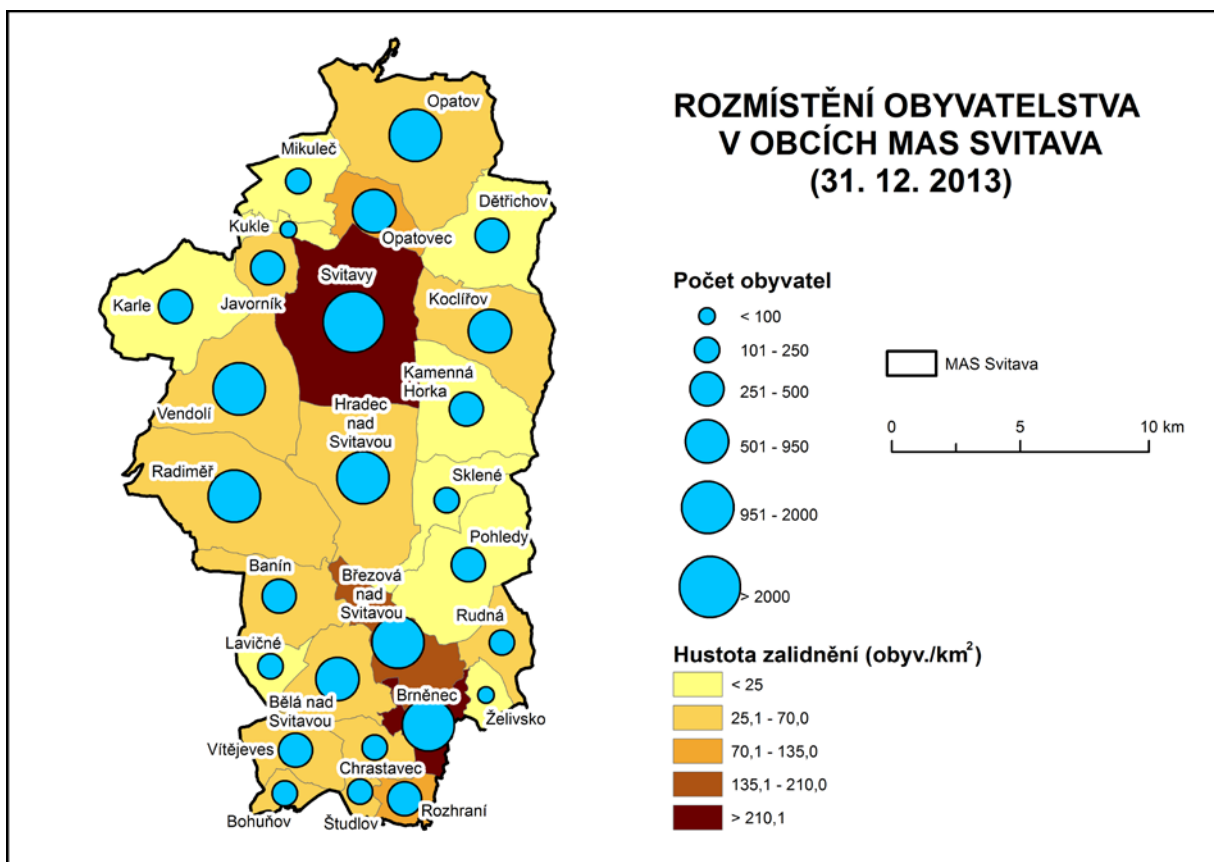 ROZMÍSTĚNÍ OBYVATELSTVA
V OBCÍCH MAS SVITAVA
(31. 12. 2013)
Opatov
Mikuleč
Dětřichov
Kukle
Opatovec
Svitavy
Karle
Javorník
Koclířov
Kamenná
Horka
Vendolí
Hradec
nad
Svitavou
Radiměř
Sklené
Pohledy
Banín
Březová
nad
Svitavou
Rudná
Lavičné
Bělá nad
Svitavou
Brněnec
Želivsko
Vítějeves
Chrastavec
Bohuňov
Študlov
Rozhraní
Počet obyvatel
< 100
101 - 250
251 - 500
501 - 950
951 - 2000
> 2000
MAS Svitava
0 5 10 km
Hustota zalidnění (obyv./km²)
< 25
25,1 - 70,0
70,1 - 135,0
135,1 - 210,0
> 210,1